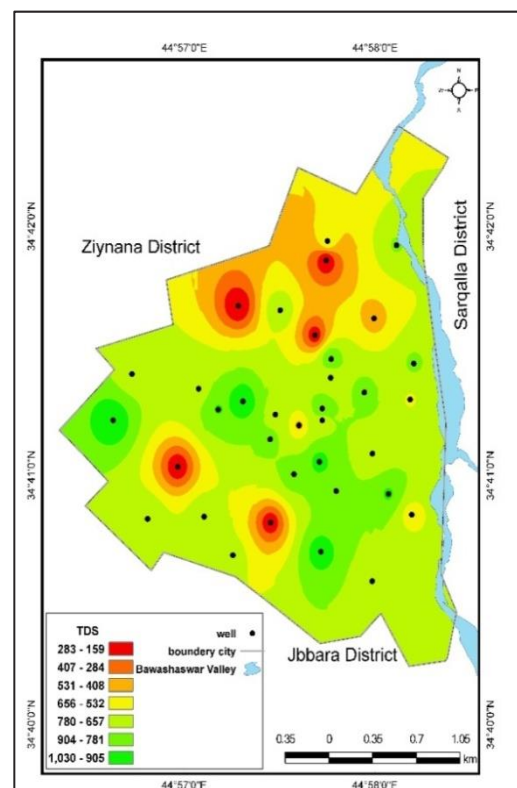 44°57'0"E 44°58'0"E
N
34°42'0"N 34°42'0"N
Ziynana District
Sarqalla District
34°41'0"N 34°41'0"N
Jbbara District
TDS
283 - 159
407 - 284
531 - 408
656 - 532
780 - 657
904 - 781
1,030 - 905
well
boundery city
Bawashaswar Valley
34°40'0"N 34°40'0"N
0.35 0 0.35 0.7 1.05
km
44°57'0"E 44°58'0"E